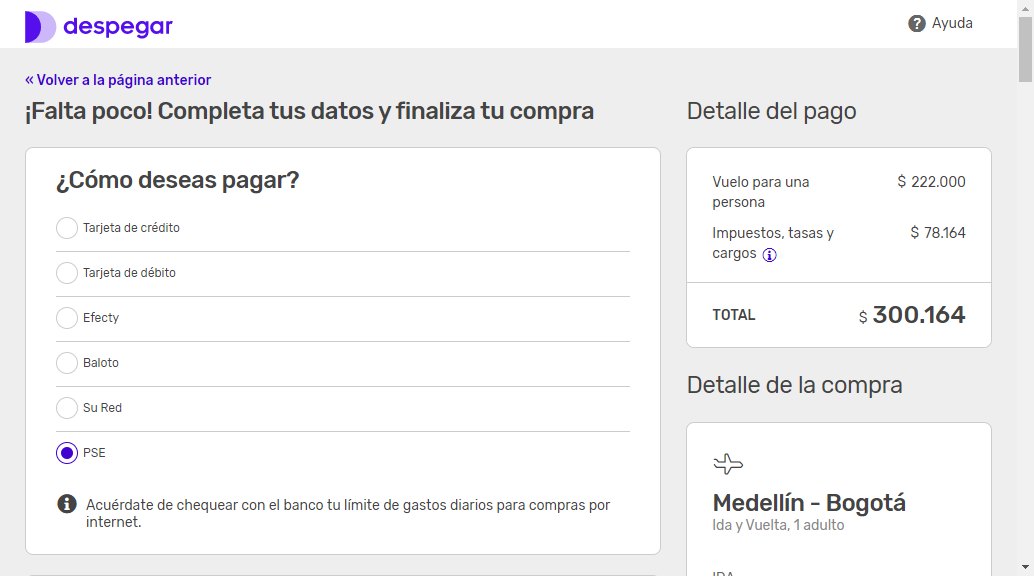 despegar
Ayuda
« Volver a la página anterior
¡Falta poco! Completa tus datos y finaliza tu compra
¿Cómo deseas pagar?
Tarjeta de crédito
Tarjeta de débito
Efecty
Baloto
Su Red
PSE
Acuérdate de chequear con el banco tu límite de gastos diarios para compras por
internet.
Detalle del pago
Vuelo para una $ 222.000
persona
Impuestos, tasas y $ 78.164
cargos
TOTAL $ 300.164
Detalle de la compra
Medellín - Bogotá
Ida y Vuelta, 1 adulto
IDA